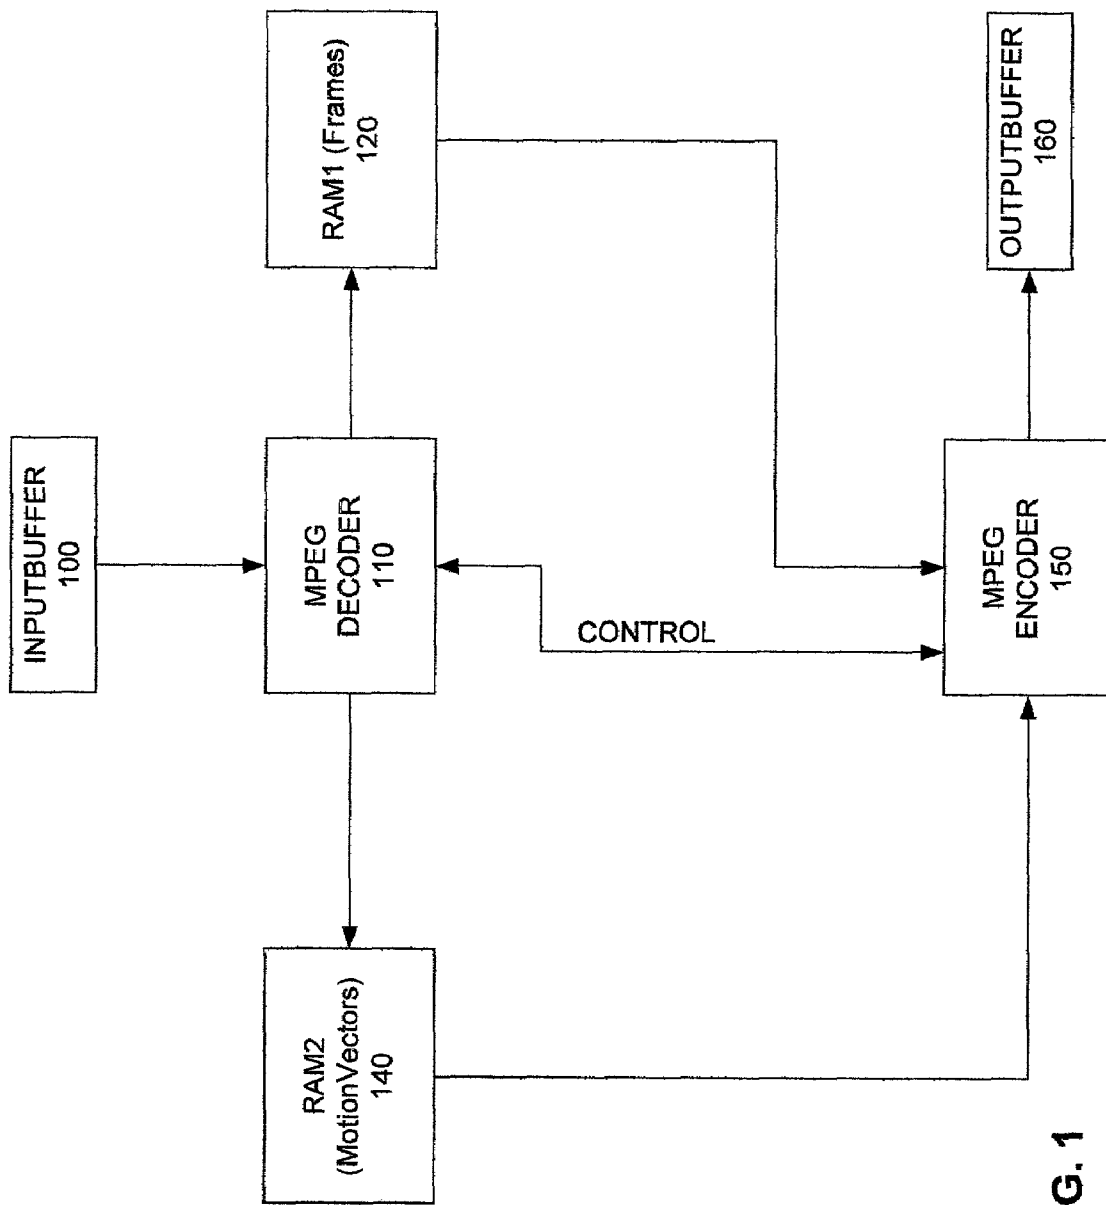 INPUTBUFFER
100
RAM2
(MotionVectors)
140
MPEG
DECODER
110
RAM1 (Frames)
120
CONTROL
MPEG
ENCODER
150
OUTPUTBUFFER
160
G. 1